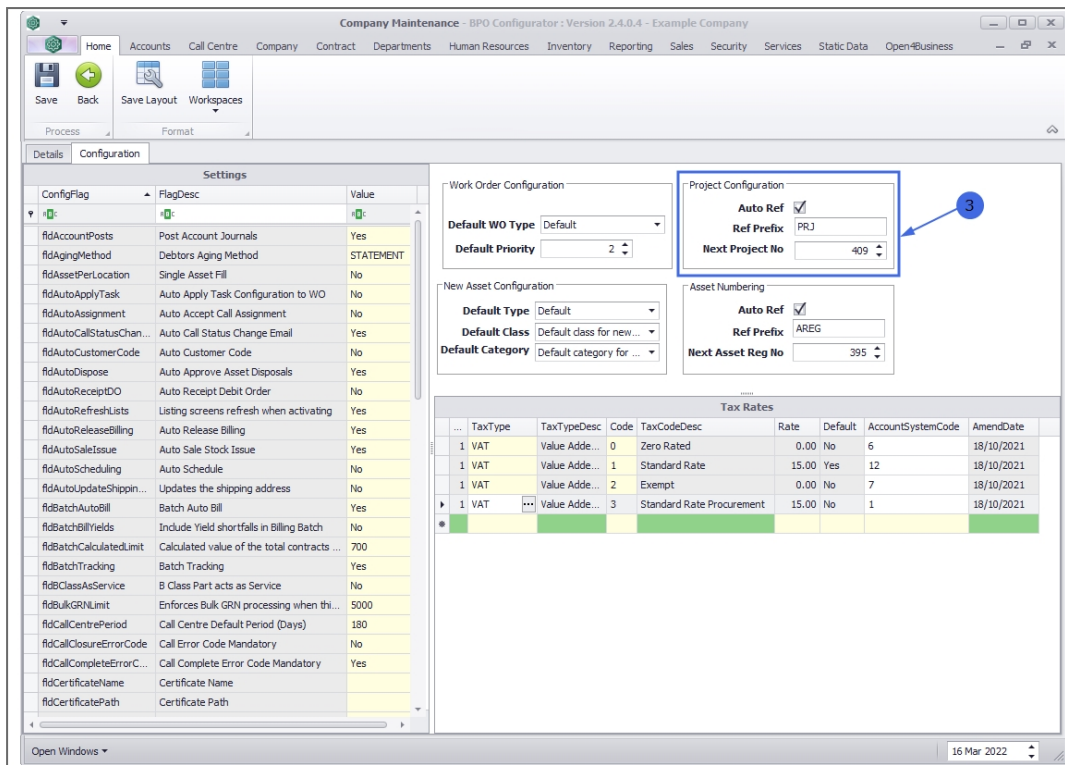 Company Maintenance - BPO Configurator : Version 2.4.0.4 - Example Company
Home Accounts Call Centre Company Contract Departments Human Resources Inventory Reporting Sales Security Services Static Data Open4Business
Save Back Save Layout Workspaces
Process Format
Details Configuration
Settings
ConfigFlag FlagDesc Value
fldAccountPosts Post Account Journals Yes
fldAgingMethod Debtors Aging Method STATEMENT
fldAssetPerLocation Single Asset Fill No
fldAutoApplyTask Auto Apply Task Configuration to WO No
fldAutoAssignment Auto Accept Call Assignment No
fldAutoCallStatusChan... Auto Call Status Change Email Yes
fldAutoCustomerCode Auto Customer Code No
fldAutoDispose Auto Approve Asset Disposals Yes
fldAutoReceiptDO Auto Receipt Debit Order No
fldAutoRefreshLists Listing screens refresh when activating Yes
fldAutoReleaseBilling Auto Release Billing Yes
fldAutoSaleIssue Auto Sale Stock Issue Yes
fldAutoScheduling Auto Schedule No
fldAutoUpdateShippin... Updates the shipping address No
fldBatchAutoBill Batch Auto Bill Yes
fldBatchBillYields Include Yield shortfalls in Billing Batch No
fldBatchCalculatedLimit Calculated value of the total contracts ... 700
fldBatchTracking Batch Tracking Yes
fldBClassAsService B Class Part acts as Service No
fldBulkGRNLimit Enforces Bulk GRN processing when thi... 5000
fldCallCentrePeriod Call Centre Default Period (Days) 180
fldCallClosureErrorCode Call Error Code Mandatory No
fldCallCompleteErrorC... Call Complete Error Code Mandatory Yes
fldCertificateName Certificate Name
fldCertificatePath Certificate Path
Work Order Configuration
Default WO Type Default
Default Priority 2
Project Configuration
Auto Ref
Ref Prefix PRJ
Next Project No 409
3
New Asset Configuration
Default Type Default
Default Class Default class for new...
Default Category Default category for ...
Asset Numbering
Auto Ref
Ref Prefix AREG
Next Asset Reg No 395
Tax Rates
... TaxType TaxTypeDesc Code TaxCodeDesc Rate Default AccountSystemCode AmendDate
1 VAT Value Adde... 0 Zero Rated 0.00 No 6 18/10/2021
1 VAT Value Adde... 1 Standard Rate 15.00 Yes 12 18/10/2021
1 VAT Value Adde... 2 Exempt 0.00 No 7 18/10/2021
1 VAT ... Value Adde... 3 Standard Rate Procurement 15.00 No 1 18/10/2021
Open Windows 16 Mar 2022